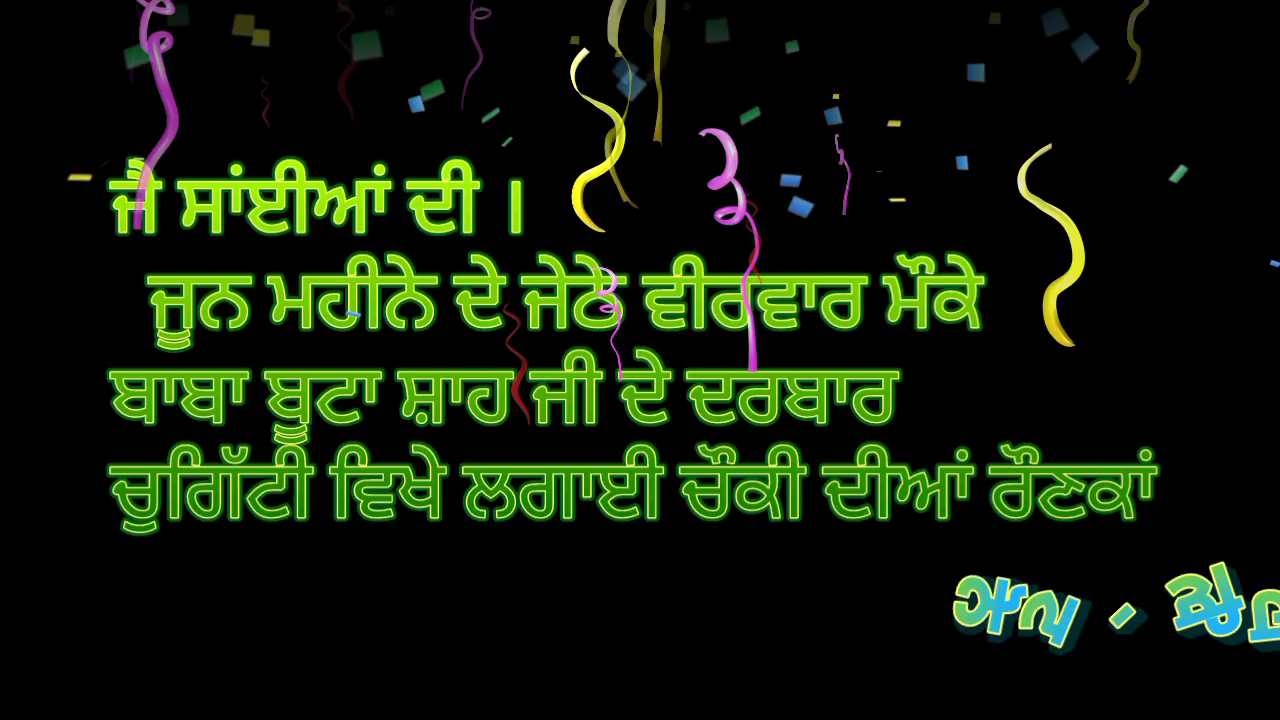 ਜੈ ਸਾਂਈਆਂ ਦੀ ।
ਜੂਨ ਮਹੀਨੇ ਦੇ ਜੇਠੇ ਵੀਰਵਾਰ ਮੌਕੇ
ਬਾਬਾ ਬੂਟਾ ਸ਼ਾਹ ਜੀ ਦੇ ਦਰਬਾਰ
ਚੁਗਿੱਟੀ ਵਿਖੇ ਲਗਾਈ ਚੌਂਕੀ ਦੀਆਂ ਰੌਣਕਾਂ